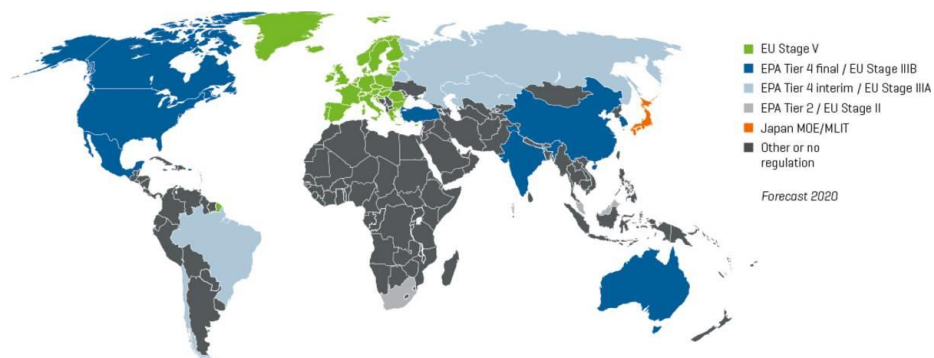 EU Stage V
EPA Tier 4 final / EU Stage IIIB
EPA Tier 4 interim / EU Stage IIIA
EPA Tier 2 / EU Stage II
Japan MOE/MLIT
Other or no
regulation
Forecast 2020